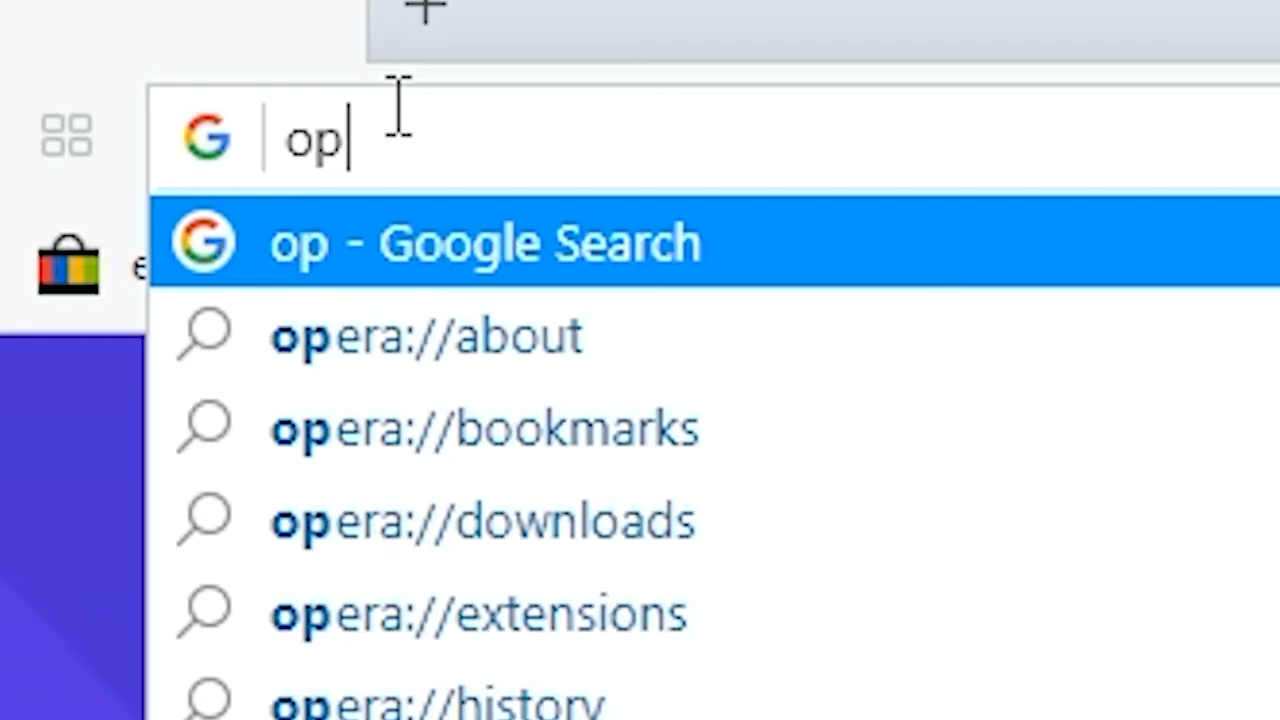 op
op - Google Search
opera://about
opera://bookmarks
opera://downloads
opera://extensions
opera://history